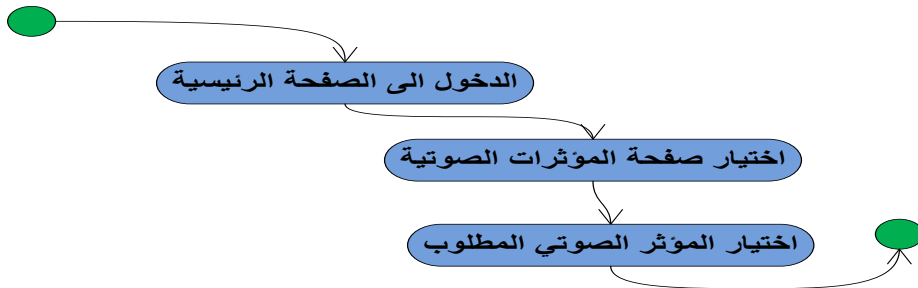 الدخول الى الصفحة الرئيسية
اختيار صفحة المؤثرات الصوتية
اختيار المؤثر الصوتي المطلوب